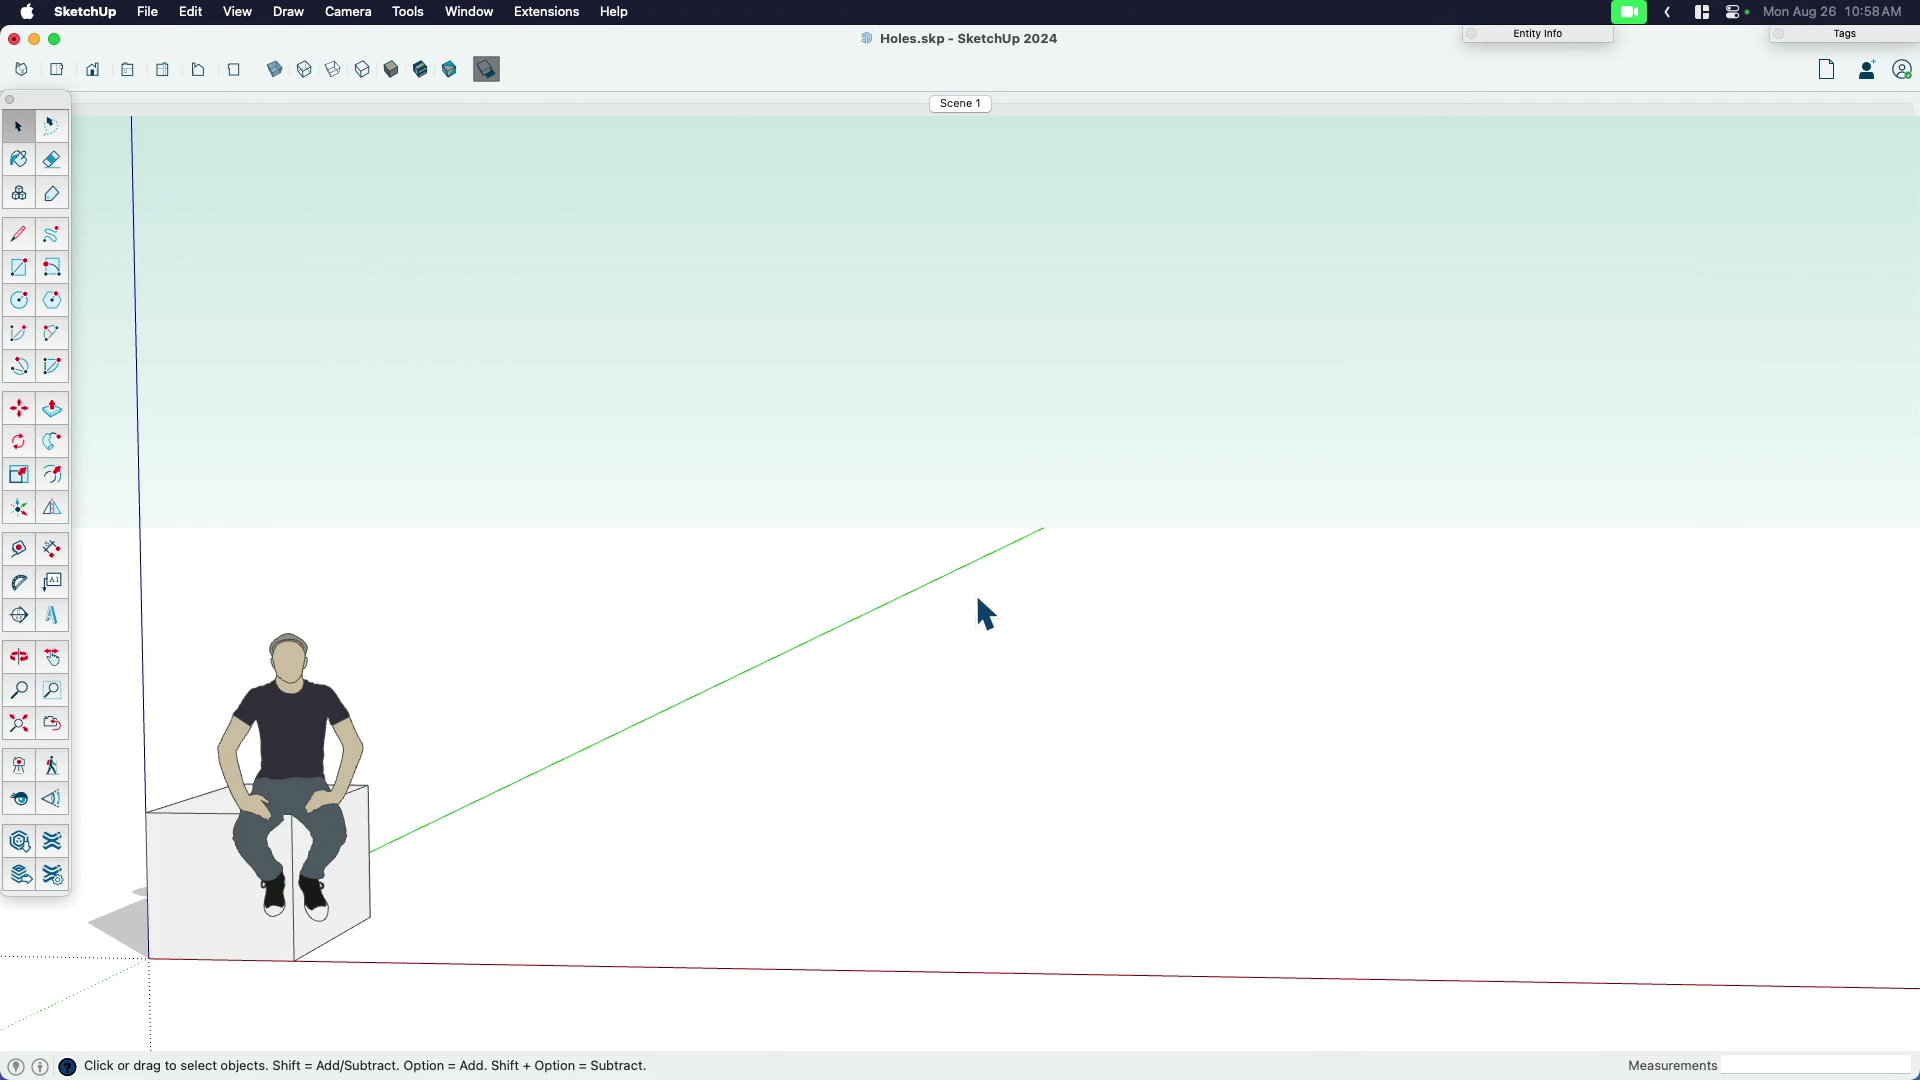 SketchUp File Edit View Draw Camera Tools Window Extensions Help Mon Aug 26 10:58 AM
Holes.skp - SketchUp 2024
Entity Info
Tags
Scene 1
A1
Click or drag to select objects. Shift = Add/Subtract. Option = Add. Shift + Option = Subtract.
Measurements